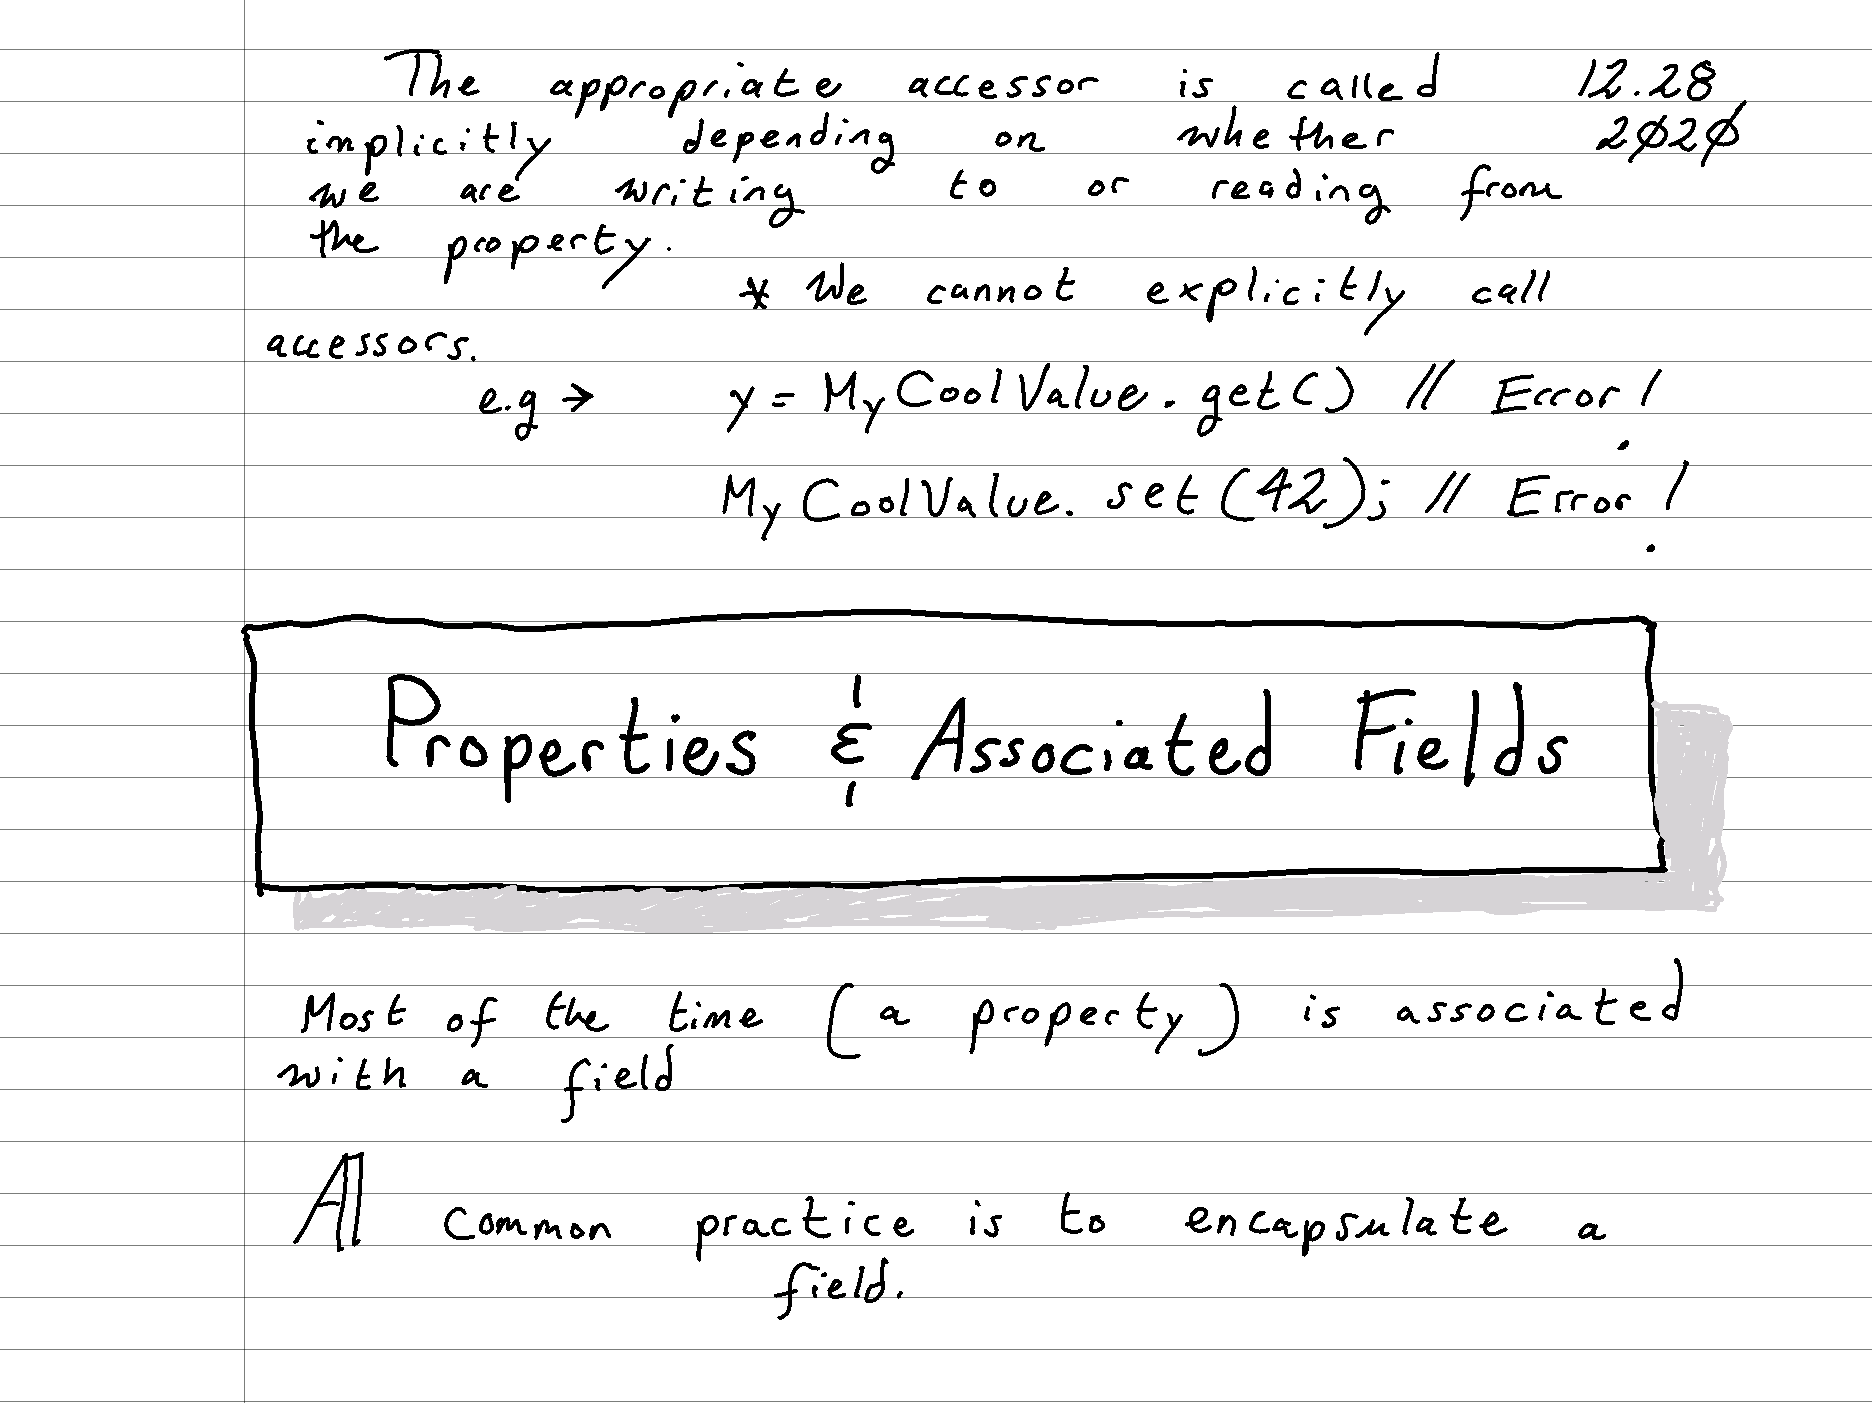 The appropriate accessor is called 12.28
implicitly depending on whether 2020
we are writing to or reading from
the property.
* We cannot explicitly call
accessors.
e.g → y = MyCoolValue.get() // Error!
MyCoolValue.set(42); // Error!
Properties & Associated Fields
Most of the time (a property) is associated
with a field
A common practice is to encapsulate a
field.